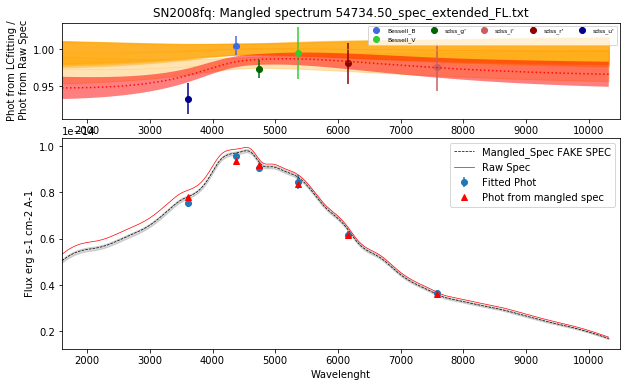 SN2008fq: Mangled spectrum 54734.50_spec_extended_FL.txt
Phot from LCfitting /
Phot from Raw Spec
1.00
0.95
Bessell_B
Bessell_V
sdss_g'
sdss_i'
sdss_r'
sdss_u'
2000 3000 4000 5000 6000 7000 8000 9000 10000
1e−14
Flux erg s-1 cm-2 A-1
1.0
0.8
0.6
0.4
0.2
Mangled_Spec FAKE SPEC
Raw Spec
Fitted Phot
Phot from mangled spec
2000 3000 4000 5000 6000 7000 8000 9000 10000
Wavelenght